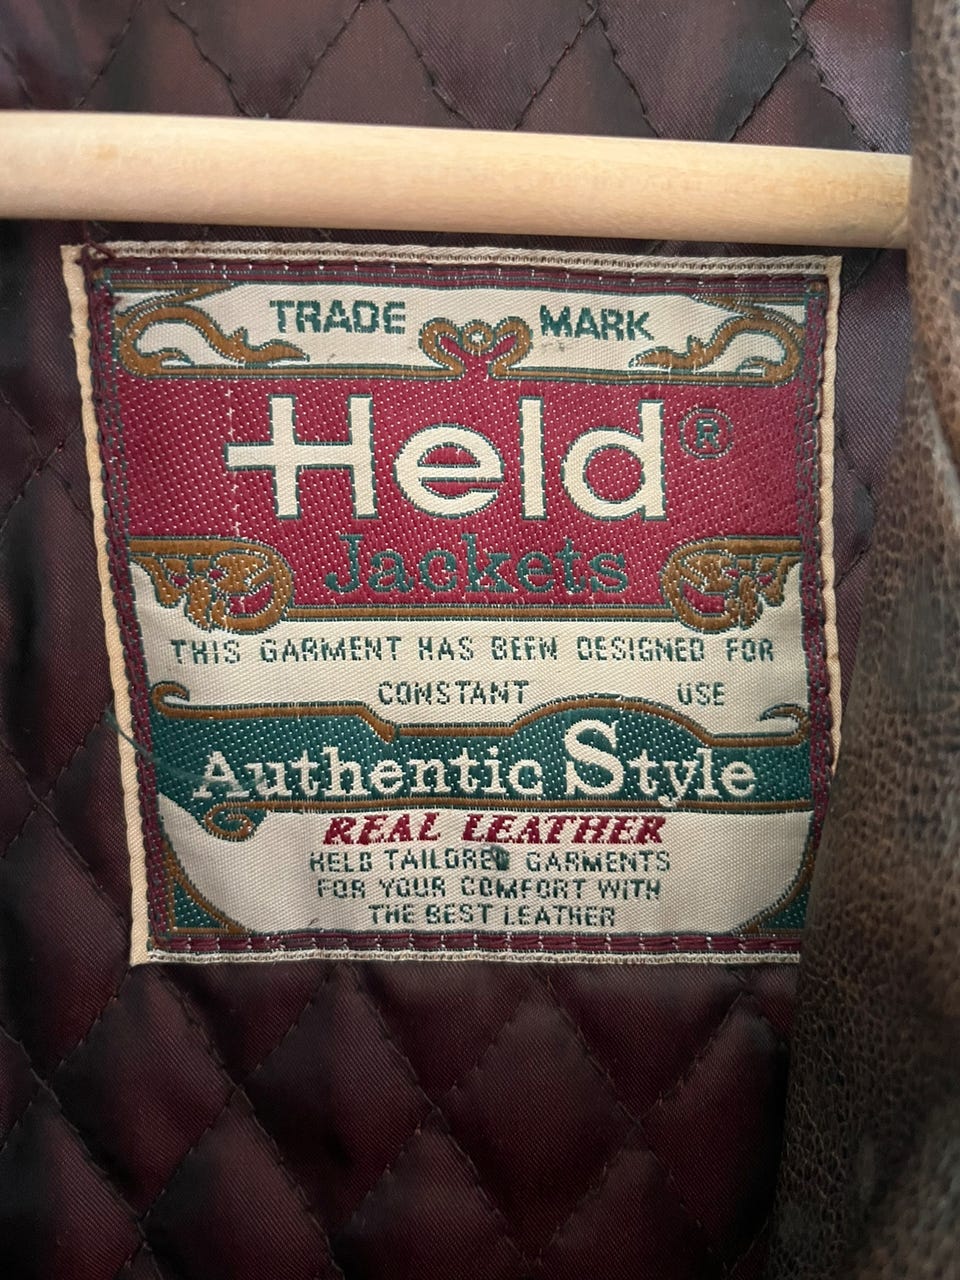 TRADE MARK
Held®
Jackets
THIS GARMENT HAS BEEN DESIGNED FOR
CONSTANT USE
Authentic Style
REAL LEATHER
HELD TAILORED GARMENTS
FOR YOUR COMFORT WITH
THE BEST LEATHER